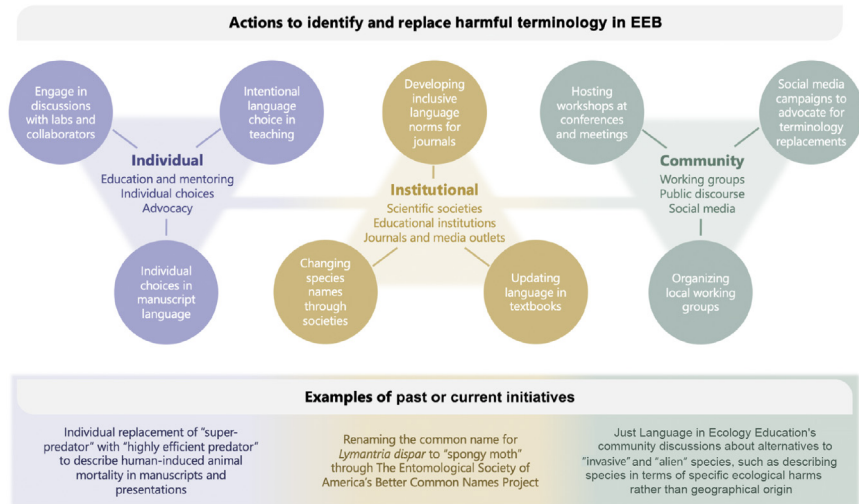 Actions to identify and replace harmful terminology in EEB
Engage in
discussions
with labs and
collaborators
Intentional
language
choice in
teaching
Individual
Education and mentoring
Individual choices
Advocacy
Individual
choices in
manuscript
language
Developing
inclusive
language
norms for
journals
Institutional
Scientific societies
Educational institutions
Journals and media outlets
Changing
species
names
through
societies
Updating
language in
textbooks
Hosting
workshops at
conferences
and meetings
Social media
campaigns to
advocate for
terminology
replacements
Community
Working groups
Public discourse
Social media
Organizing
local working
groups
Examples of past or current initiatives
Individual replacement of "super-
predator" with "highly efficient predator"
to describe human-induced animal
mortality in manuscripts and
presentations
Renaming the common name for
Lymantria dispar to "spongy moth"
through The Entomological Society of
America's Better Common Names Project
Just Language in Ecology Education's
community discussions about alternatives to
"invasive" and "alien" species, such as describing
species in terms of specific ecological harms
rather than geographical origin